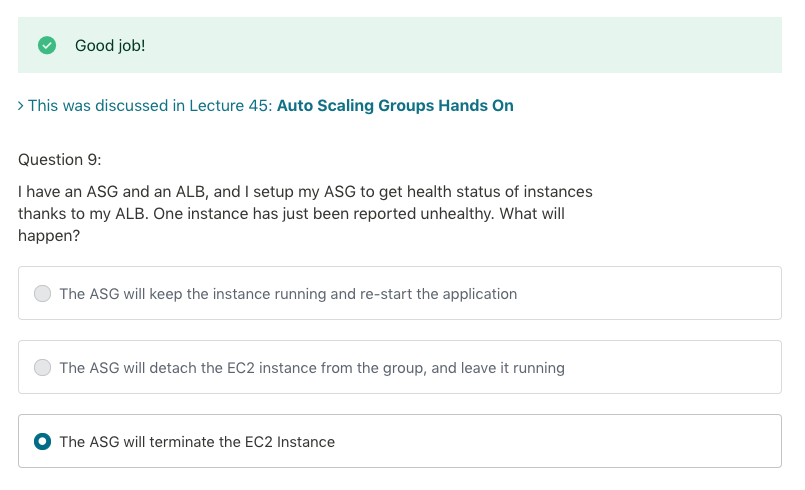 Good job!
> This was discussed in Lecture 45: Auto Scaling Groups Hands On
Question 9:
I have an ASG and an ALB, and I setup my ASG to get health status of instances
thanks to my ALB. One instance has just been reported unhealthy. What will
happen?
The ASG will keep the instance running and re-start the application
The ASG will detach the EC2 instance from the group, and leave it running
The ASG will terminate the EC2 Instance